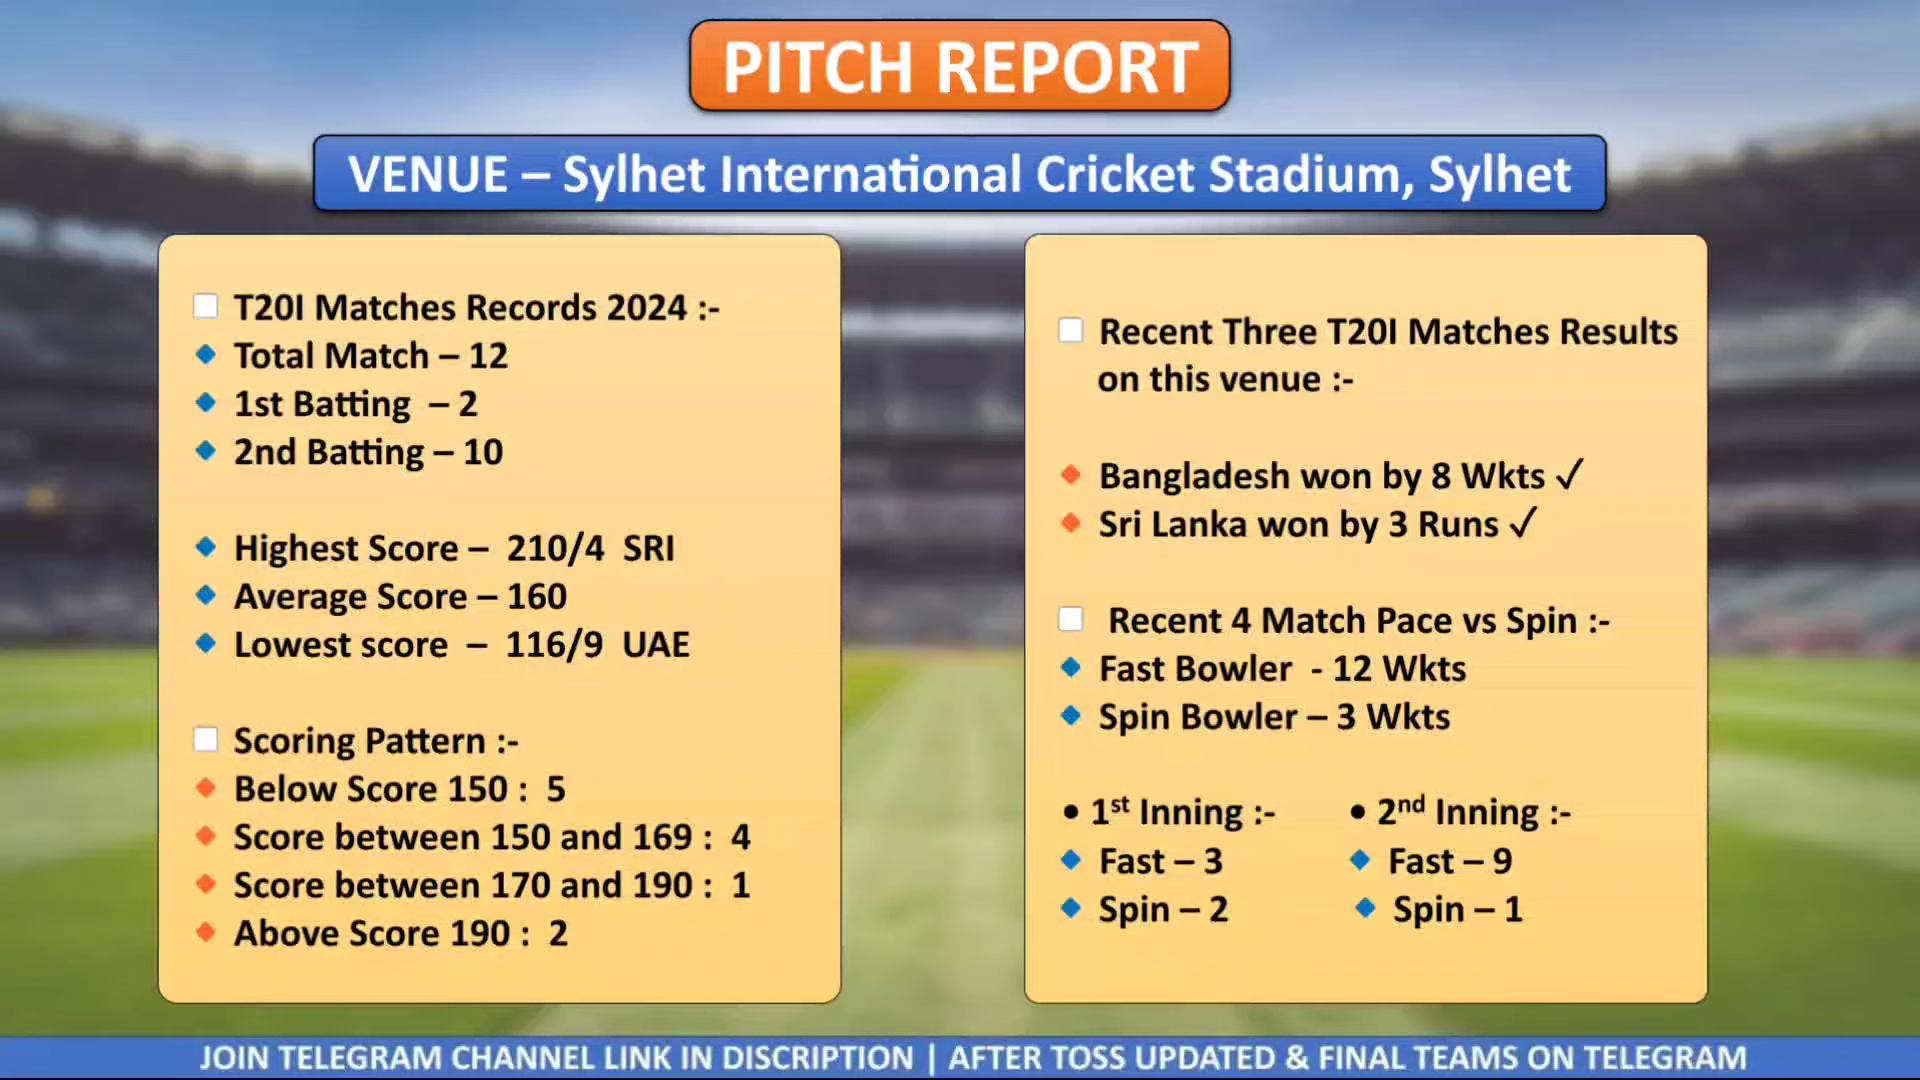 PITCH REPORT
VENUE – Sylhet International Cricket Stadium, Sylhet
T20I Matches Records 2024 :-
Total Match – 12
1st Batting – 2
2nd Batting – 10
Highest Score – 210/4 SRI
Average Score – 160
Lowest score – 116/9 UAE
Scoring Pattern :-
Below Score 150 : 5
Score between 150 and 169 : 4
Score between 170 and 190 : 1
Above Score 190 : 2
Recent Three T20I Matches Results
on this venue :-
Bangladesh won by 8 Wkts ✓
Sri Lanka won by 3 Runs ✓
Recent 4 Match Pace vs Spin :-
Fast Bowler - 12 Wkts
Spin Bowler – 3 Wkts
• 1st Inning :-
Fast – 3
Spin – 2
• 2nd Inning :-
Fast – 9
Spin – 1
JOIN TELEGRAM CHANNEL LINK IN DISCRIPTION | AFTER TOSS UPDATED & FINAL TEAMS ON TELEGRAM